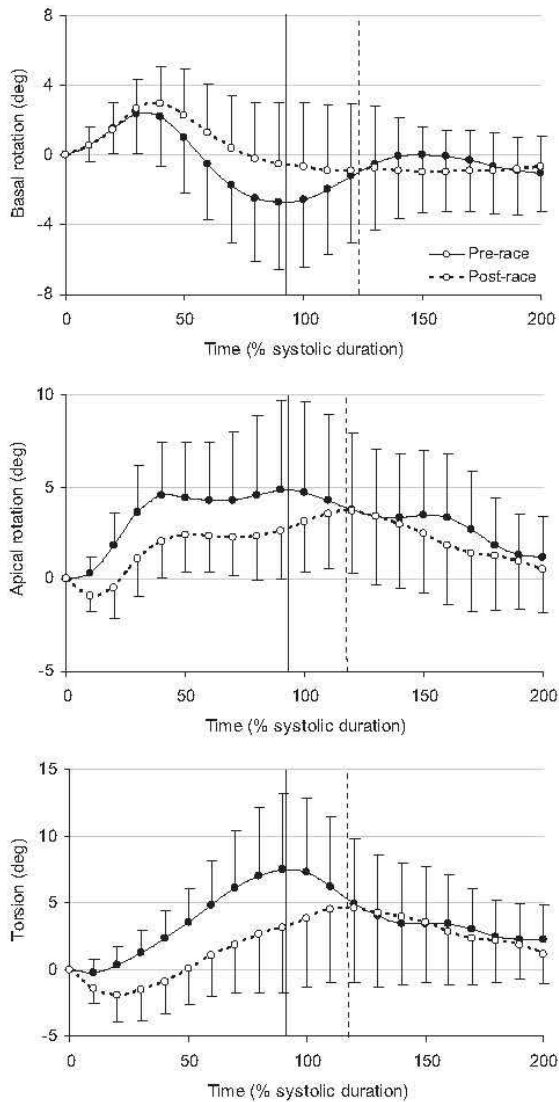 8
4
0
-4
-8
Basal rotation (deg)
Pre-race
Post-race
0 50 100 150 200
Time (% systolic duration)
10
5
0
-5
Apical rotation (deg)
0 50 100 150 200
Time (% systolic duration)
15
10
5
0
-5
Torsion (deg)
0 50 100 150 200
Time (% systolic duration)